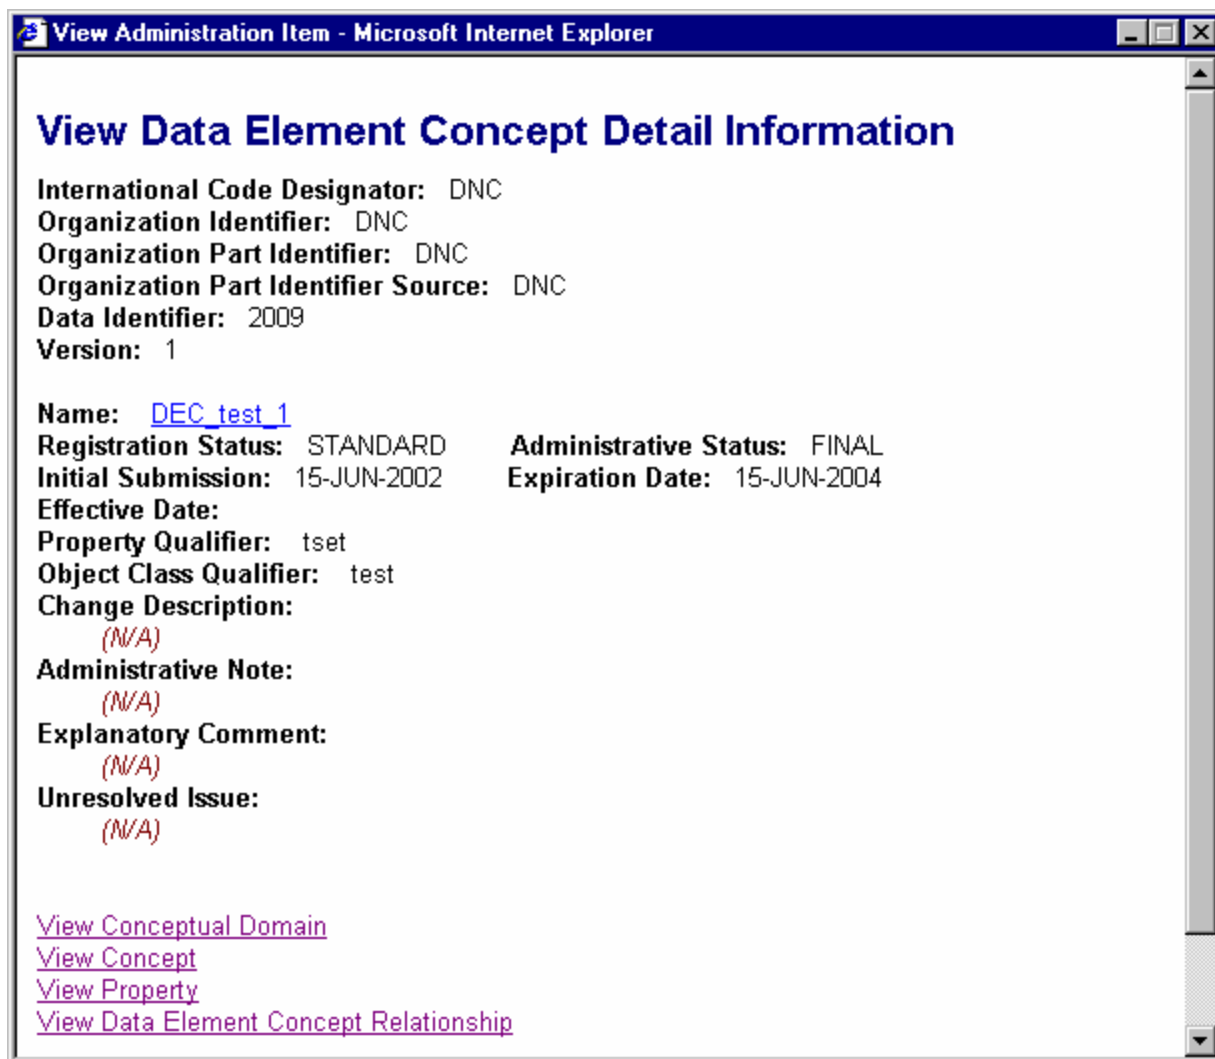 View Administration Item - Microsoft Internet Explorer
View Data Element Concept Detail Information
International Code Designator: DNC
Organization Identifier: DNC
Organization Part Identifier: DNC
Organization Part Identifier Source: DNC
Data Identifier: 2009
Version: 1
Name: DEC_test_1
Registration Status: STANDARD Administrative Status: FINAL
Initial Submission: 15-JUN-2002 Expiration Date: 15-JUN-2004
Effective Date:
Property Qualifier: tset
Object Class Qualifier: test
Change Description:
(N/A)
Administrative Note:
(N/A)
Explanatory Comment:
(N/A)
Unresolved Issue:
(N/A)
View Conceptual Domain
View Concept
View Property
View Data Element Concept Relationship